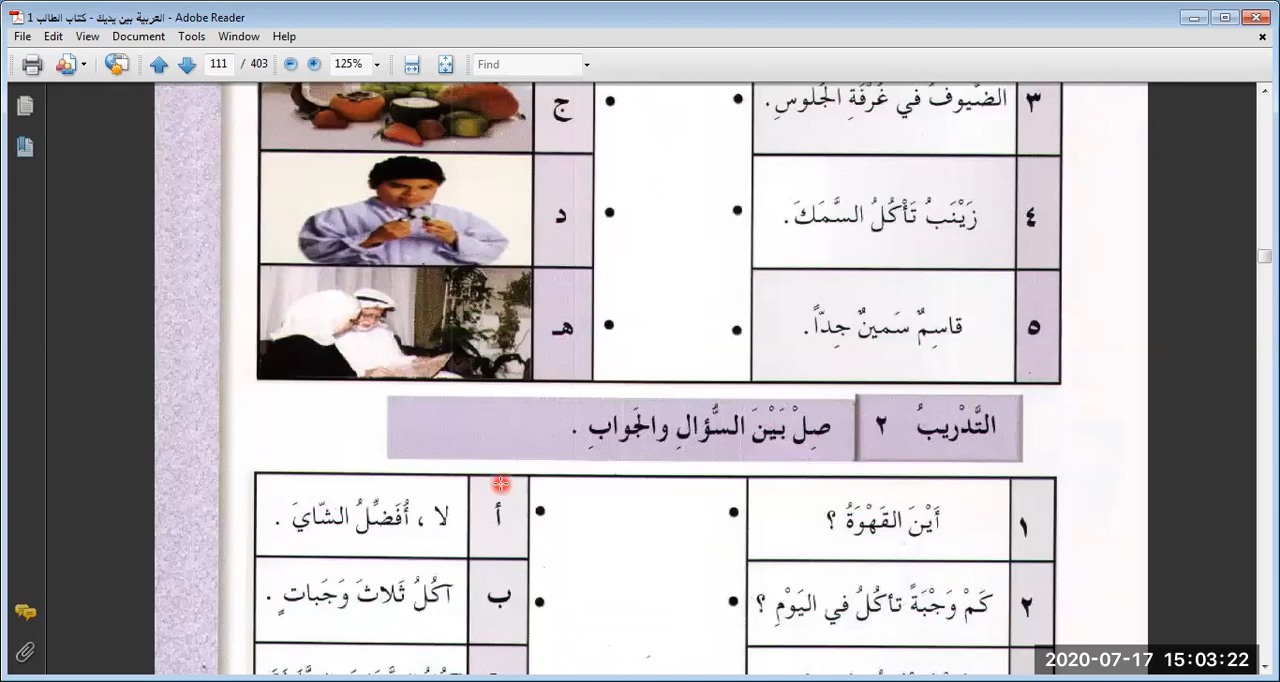 العربية بين يديك - كتاب الطالب 1 - Adobe Reader
File Edit View Document Tools Window Help
111 / 403 125% Find
٣ الضُّيوفُ في غُرْفَةِ الجُلوسِ. ج
٤ زَيْنَبُ تَأْكُلُ السَّمَكَ. د
٥ قاسِمٌ سَمينٌ جِدّاً. هـ
التَّدْريبُ ٢ صِلْ بَيْنَ السُّؤالِ والجَوابِ .
١ أَيْنَ القَهْوَةُ ؟ أ لا ، أُفَضِّلُ الشّايَ .
٢ كَمْ وَجْبَةً تأكُلُ في اليَوْمِ ؟ ب آكُلُ ثَلاثَ وَجَباتٍ .
2020-07-17 15:03:22